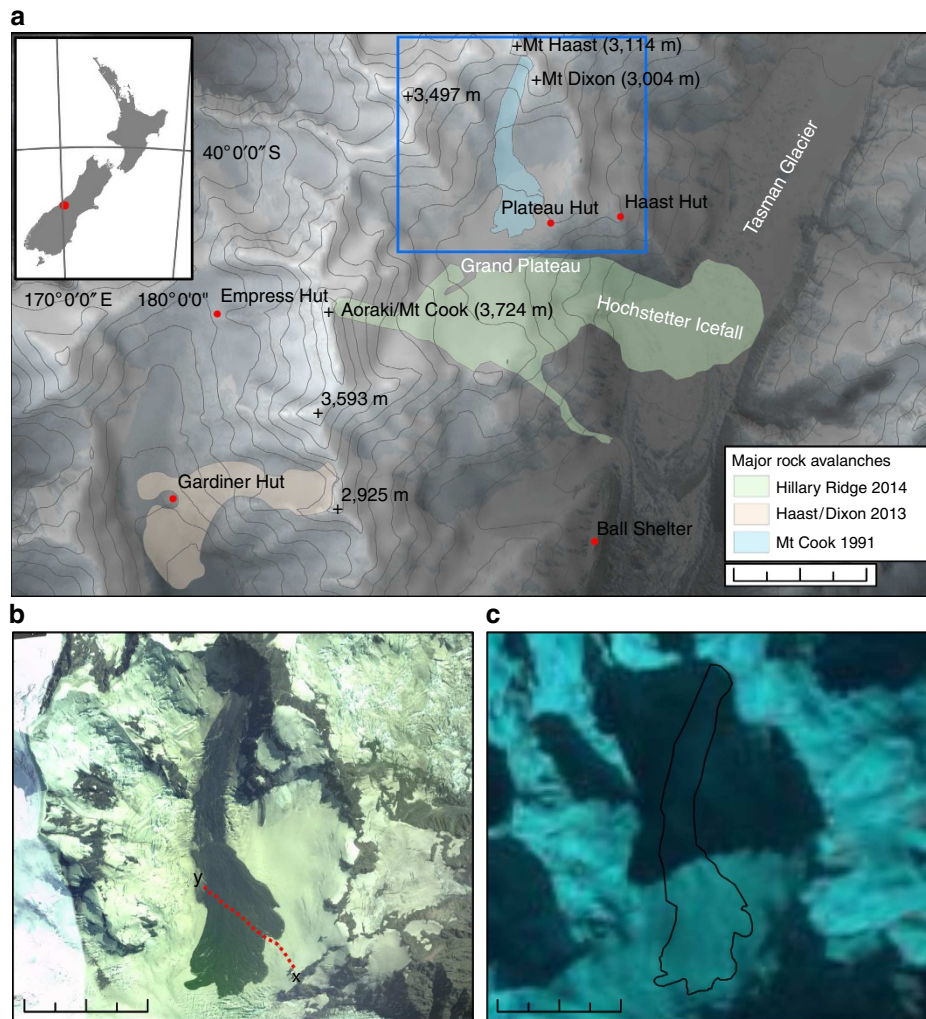 a
+Mt Haast (3,114 m)
+Mt Dixon (3,004 m)
+3,497 m
40°0′0″ S
Tasman Glacier
Plateau Hut
Haast Hut
Grand Plateau
170°0′0″ E
180°0′0″
Empress Hut
+ Aoraki/Mt Cook (3,724 m)
Hochstetter Icefall
3,593 m
+
Gardiner Hut
2,925 m
+
Ball Shelter
Major rock avalanches
Hillary Ridge 2014
Haast/Dixon 2013
Mt Cook 1991
b
y
x
c